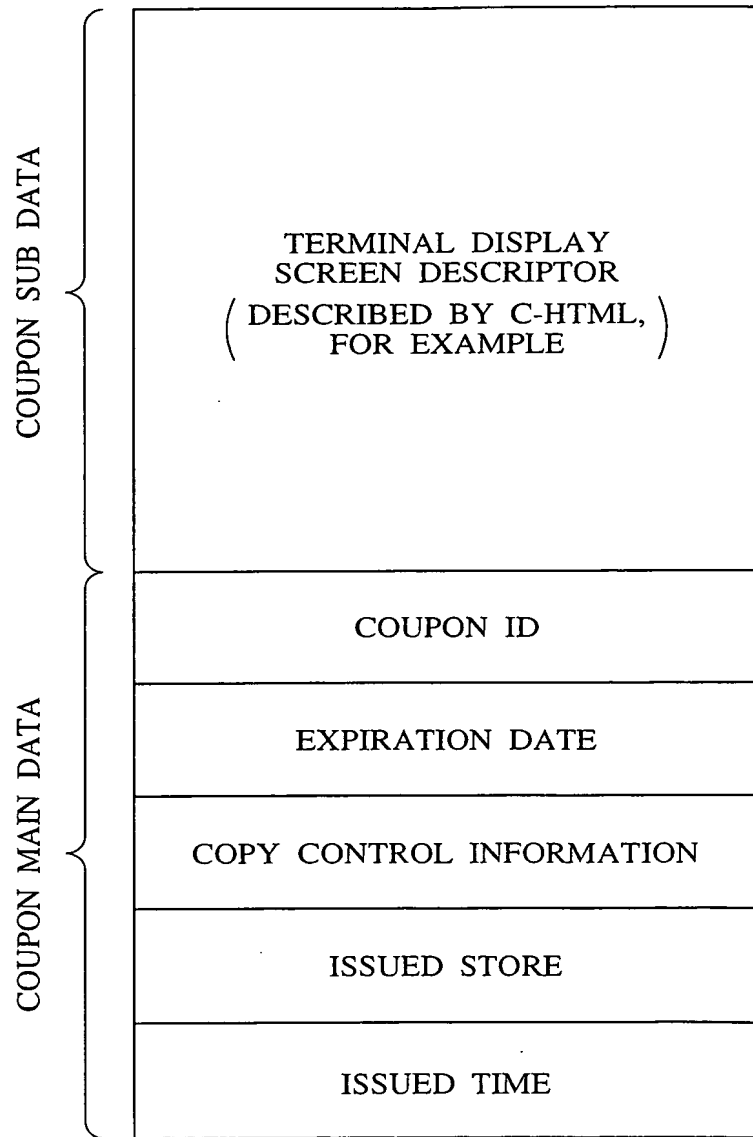 COUPON SUB DATA
TERMINAL DISPLAY
SCREEN DESCRIPTOR
(DESCRIBED BY C-HTML,
FOR EXAMPLE)
COUPON MAIN DATA
COUPON ID
EXPIRATION DATE
COPY CONTROL INFORMATION
ISSUED STORE
ISSUED TIME